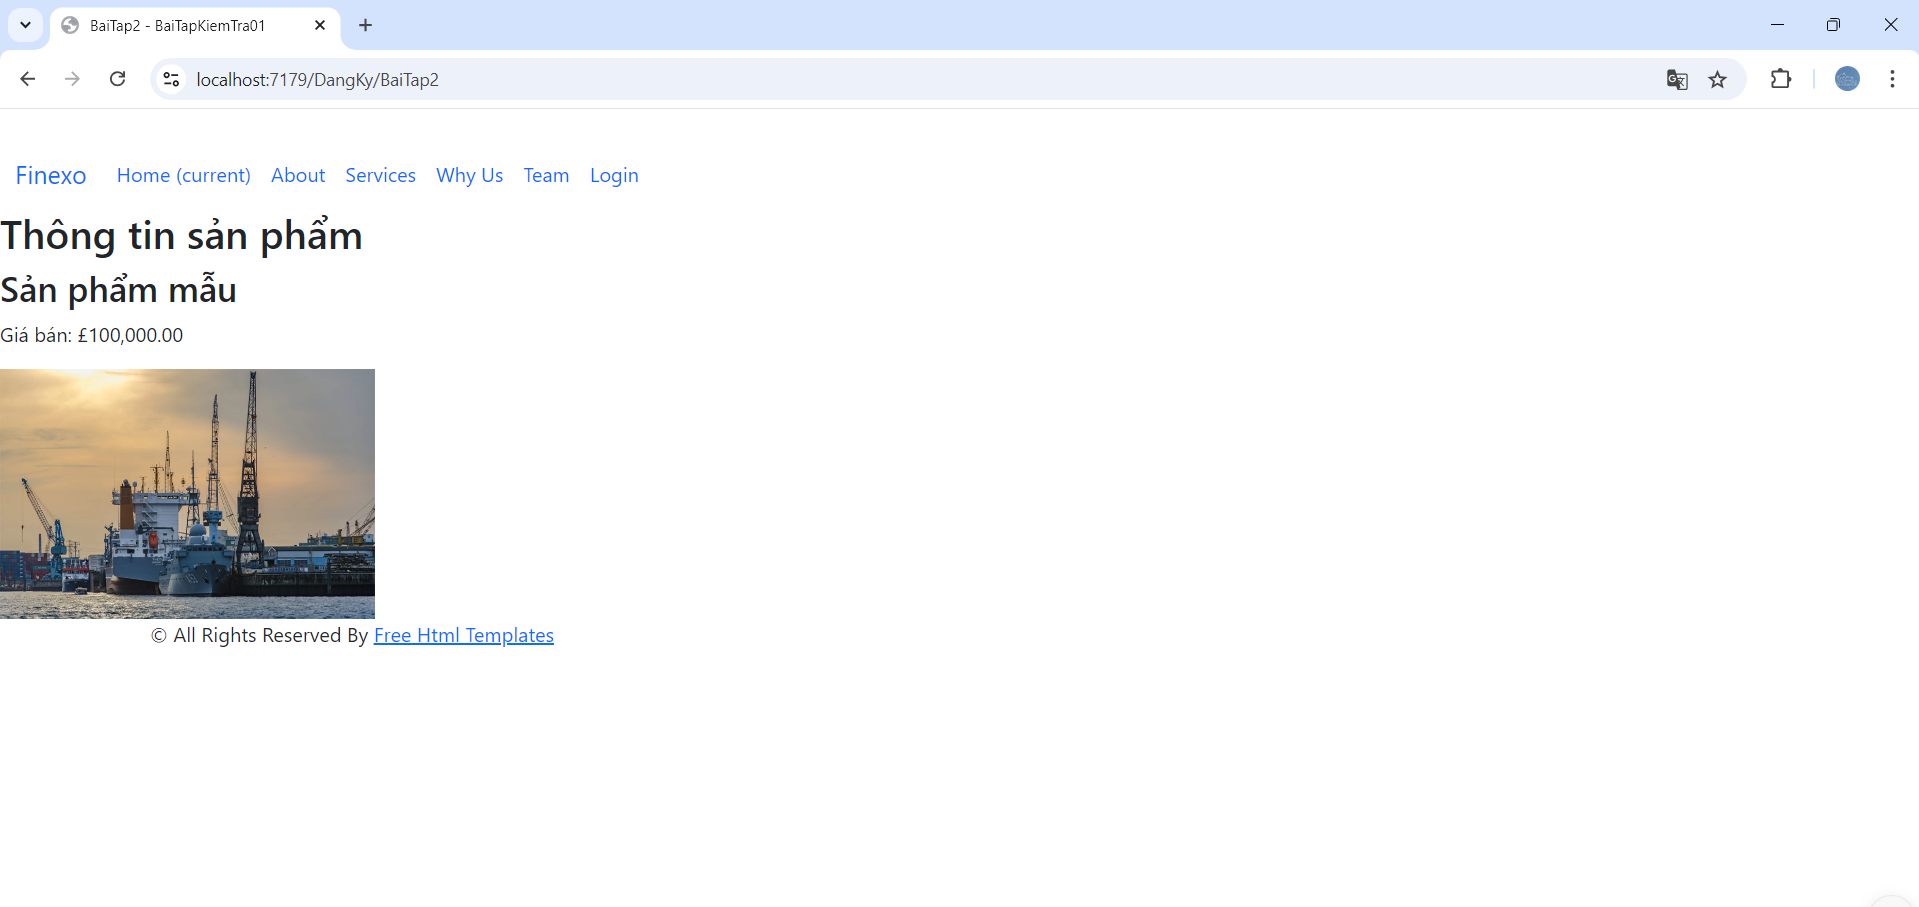 BaiTap2 - BaiTapKiemTra01
localhost:7179/DangKy/BaiTap2
Finexo Home (current) About Services Why Us Team Login
Thông tin sản phẩm
Sản phẩm mẫu
Giá bán: £100,000.00
© All Rights Reserved By Free Html Templates